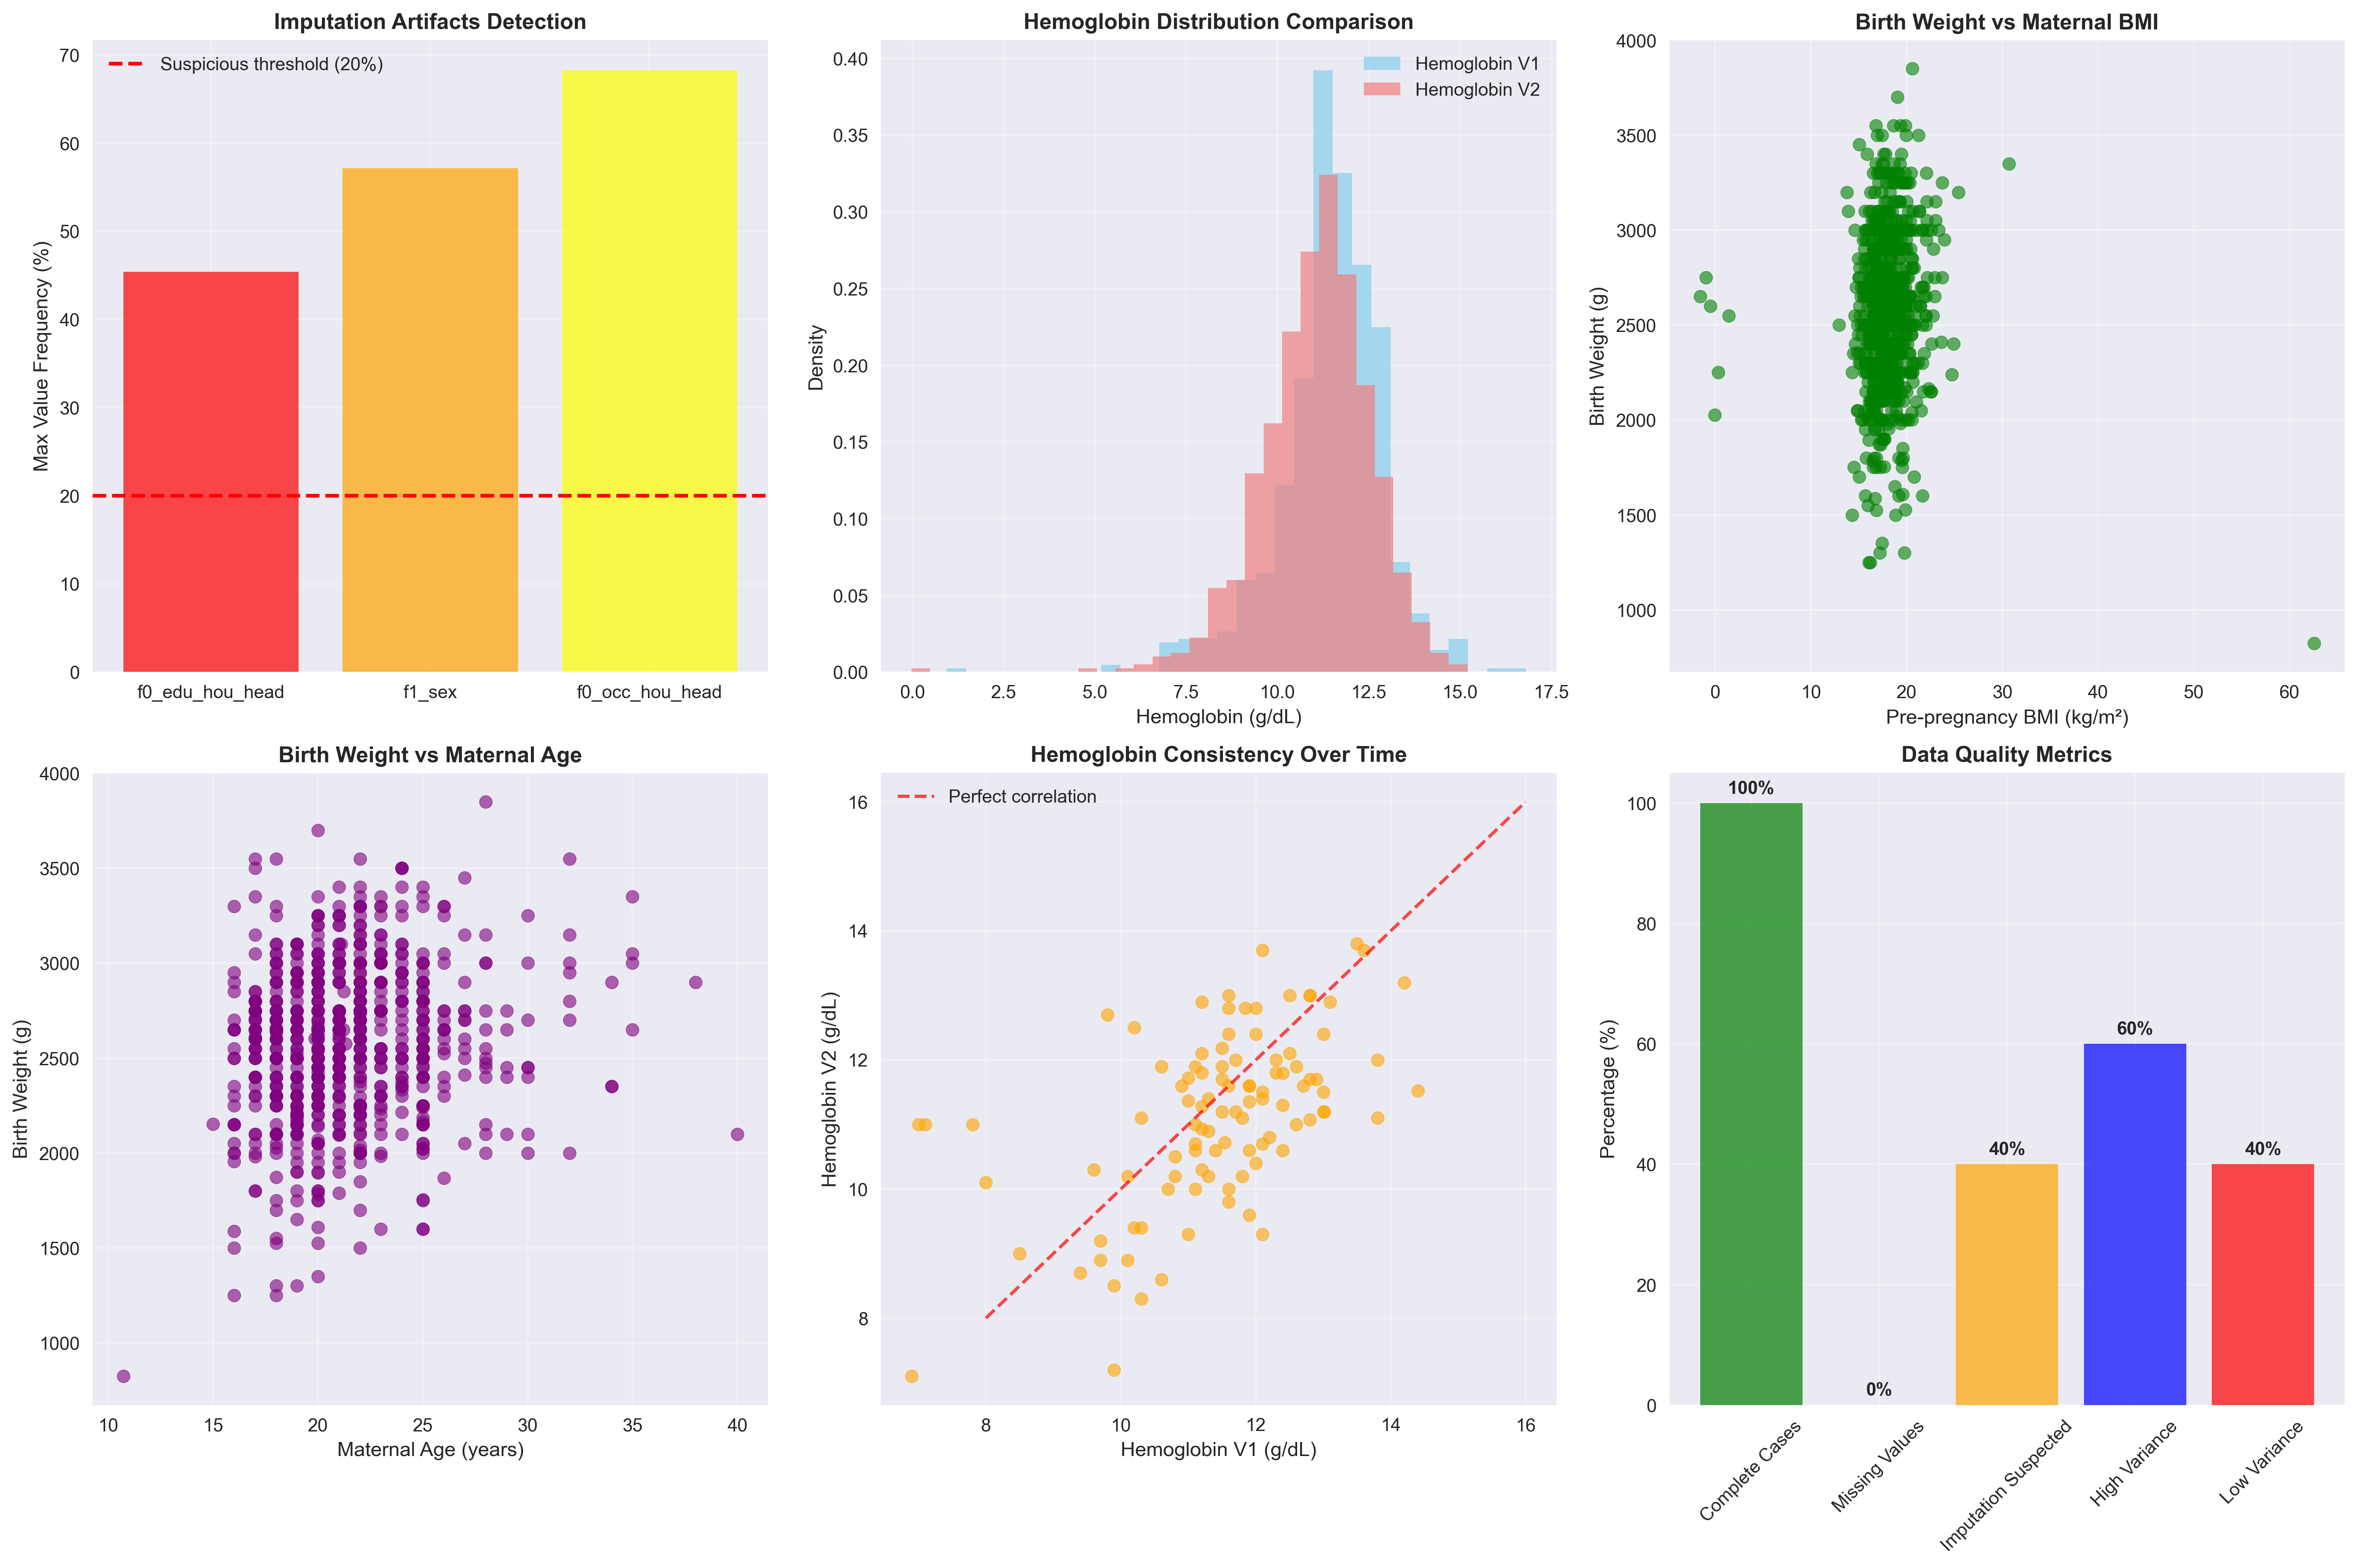 Imputation Artifacts Detection
Suspicious threshold (20%)
Max Value Frequency (%)
70
60
50
40
30
20
10
0
f0_edu_hou_head
f1_sex
f0_occ_hou_head
Hemoglobin Distribution Comparison
Hemoglobin V1
Hemoglobin V2
Density
0.40
0.35
0.30
0.25
0.20
0.15
0.10
0.05
0.00
0.0
2.5
5.0
7.5
10.0
12.5
15.0
17.5
Hemoglobin (g/dL)
Birth Weight vs Maternal BMI
Birth Weight (g)
4000
3500
3000
2500
2000
1500
1000
0
10
20
30
40
50
60
Pre-pregnancy BMI (kg/m²)
Birth Weight vs Maternal Age
Birth Weight (g)
4000
3500
3000
2500
2000
1500
1000
10
15
20
25
30
35
40
Maternal Age (years)
Hemoglobin Consistency Over Time
Perfect correlation
Hemoglobin V2 (g/dL)
16
14
12
10
8
8
10
12
14
16
Hemoglobin V1 (g/dL)
Data Quality Metrics
Percentage (%)
100
80
60
40
20
0
100%
0%
40%
60%
40%
Complete Cases
Missing Values
Imputation Suspected
High Variance
Low Variance